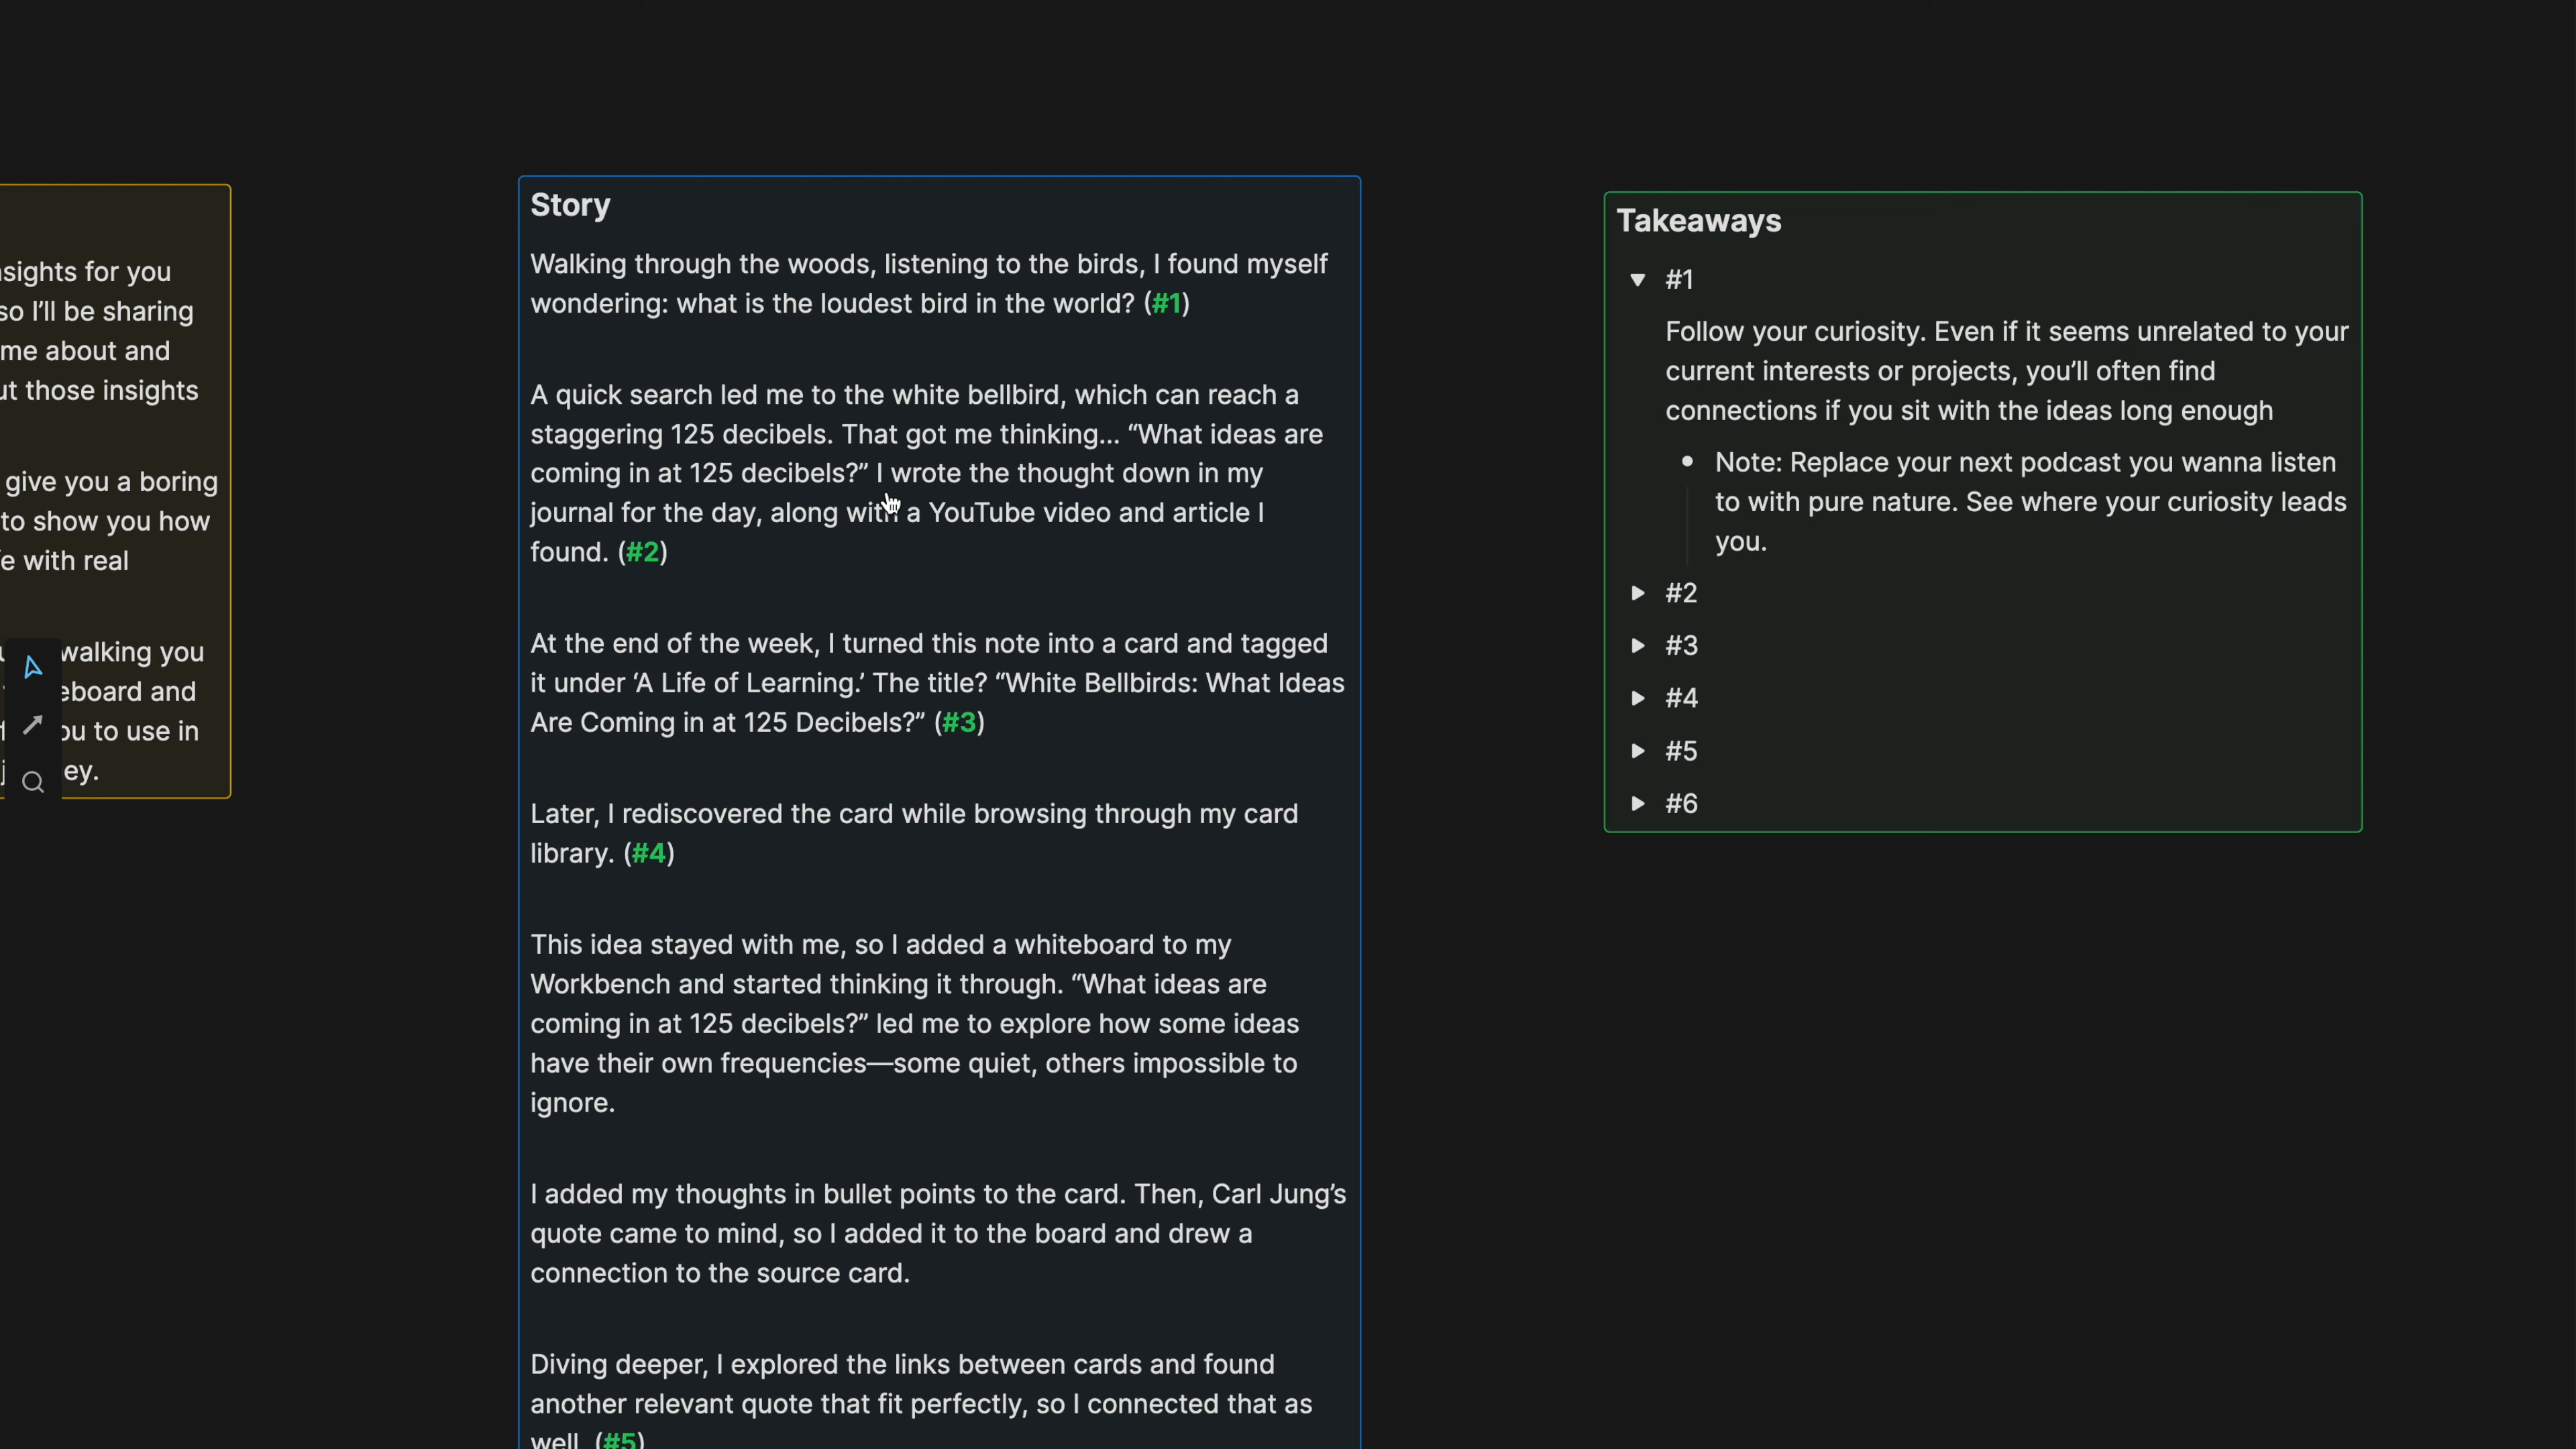 sights for you
so I'll be sharing
me about and
ut those insights
give you a boring
to show you how
e with real
walking you
eboard and
ou to use in
ey.
Story
Walking through the woods, listening to the birds, I found myself
wondering: what is the loudest bird in the world? (#1)
A quick search led me to the white bellbird, which can reach a
staggering 125 decibels. That got me thinking... “What ideas are
coming in at 125 decibels?” I wrote the thought down in my
journal for the day, along with a YouTube video and article I
found. (#2)
At the end of the week, I turned this note into a card and tagged
it under ‘A Life of Learning.’ The title? “White Bellbirds: What Ideas
Are Coming in at 125 Decibels?” (#3)
Later, I rediscovered the card while browsing through my card
library. (#4)
This idea stayed with me, so I added a whiteboard to my
Workbench and started thinking it through. “What ideas are
coming in at 125 decibels?” led me to explore how some ideas
have their own frequencies—some quiet, others impossible to
ignore.
I added my thoughts in bullet points to the card. Then, Carl Jung’s
quote came to mind, so I added it to the board and drew a
connection to the source card.
Diving deeper, I explored the links between cards and found
another relevant quote that fit perfectly, so I connected that as
well. (#5)
Takeaways
#1
Follow your curiosity. Even if it seems unrelated to your
current interests or projects, you’ll often find
connections if you sit with the ideas long enough
Note: Replace your next podcast you wanna listen
to with pure nature. See where your curiosity leads
you.
#2
#3
#4
#5
#6